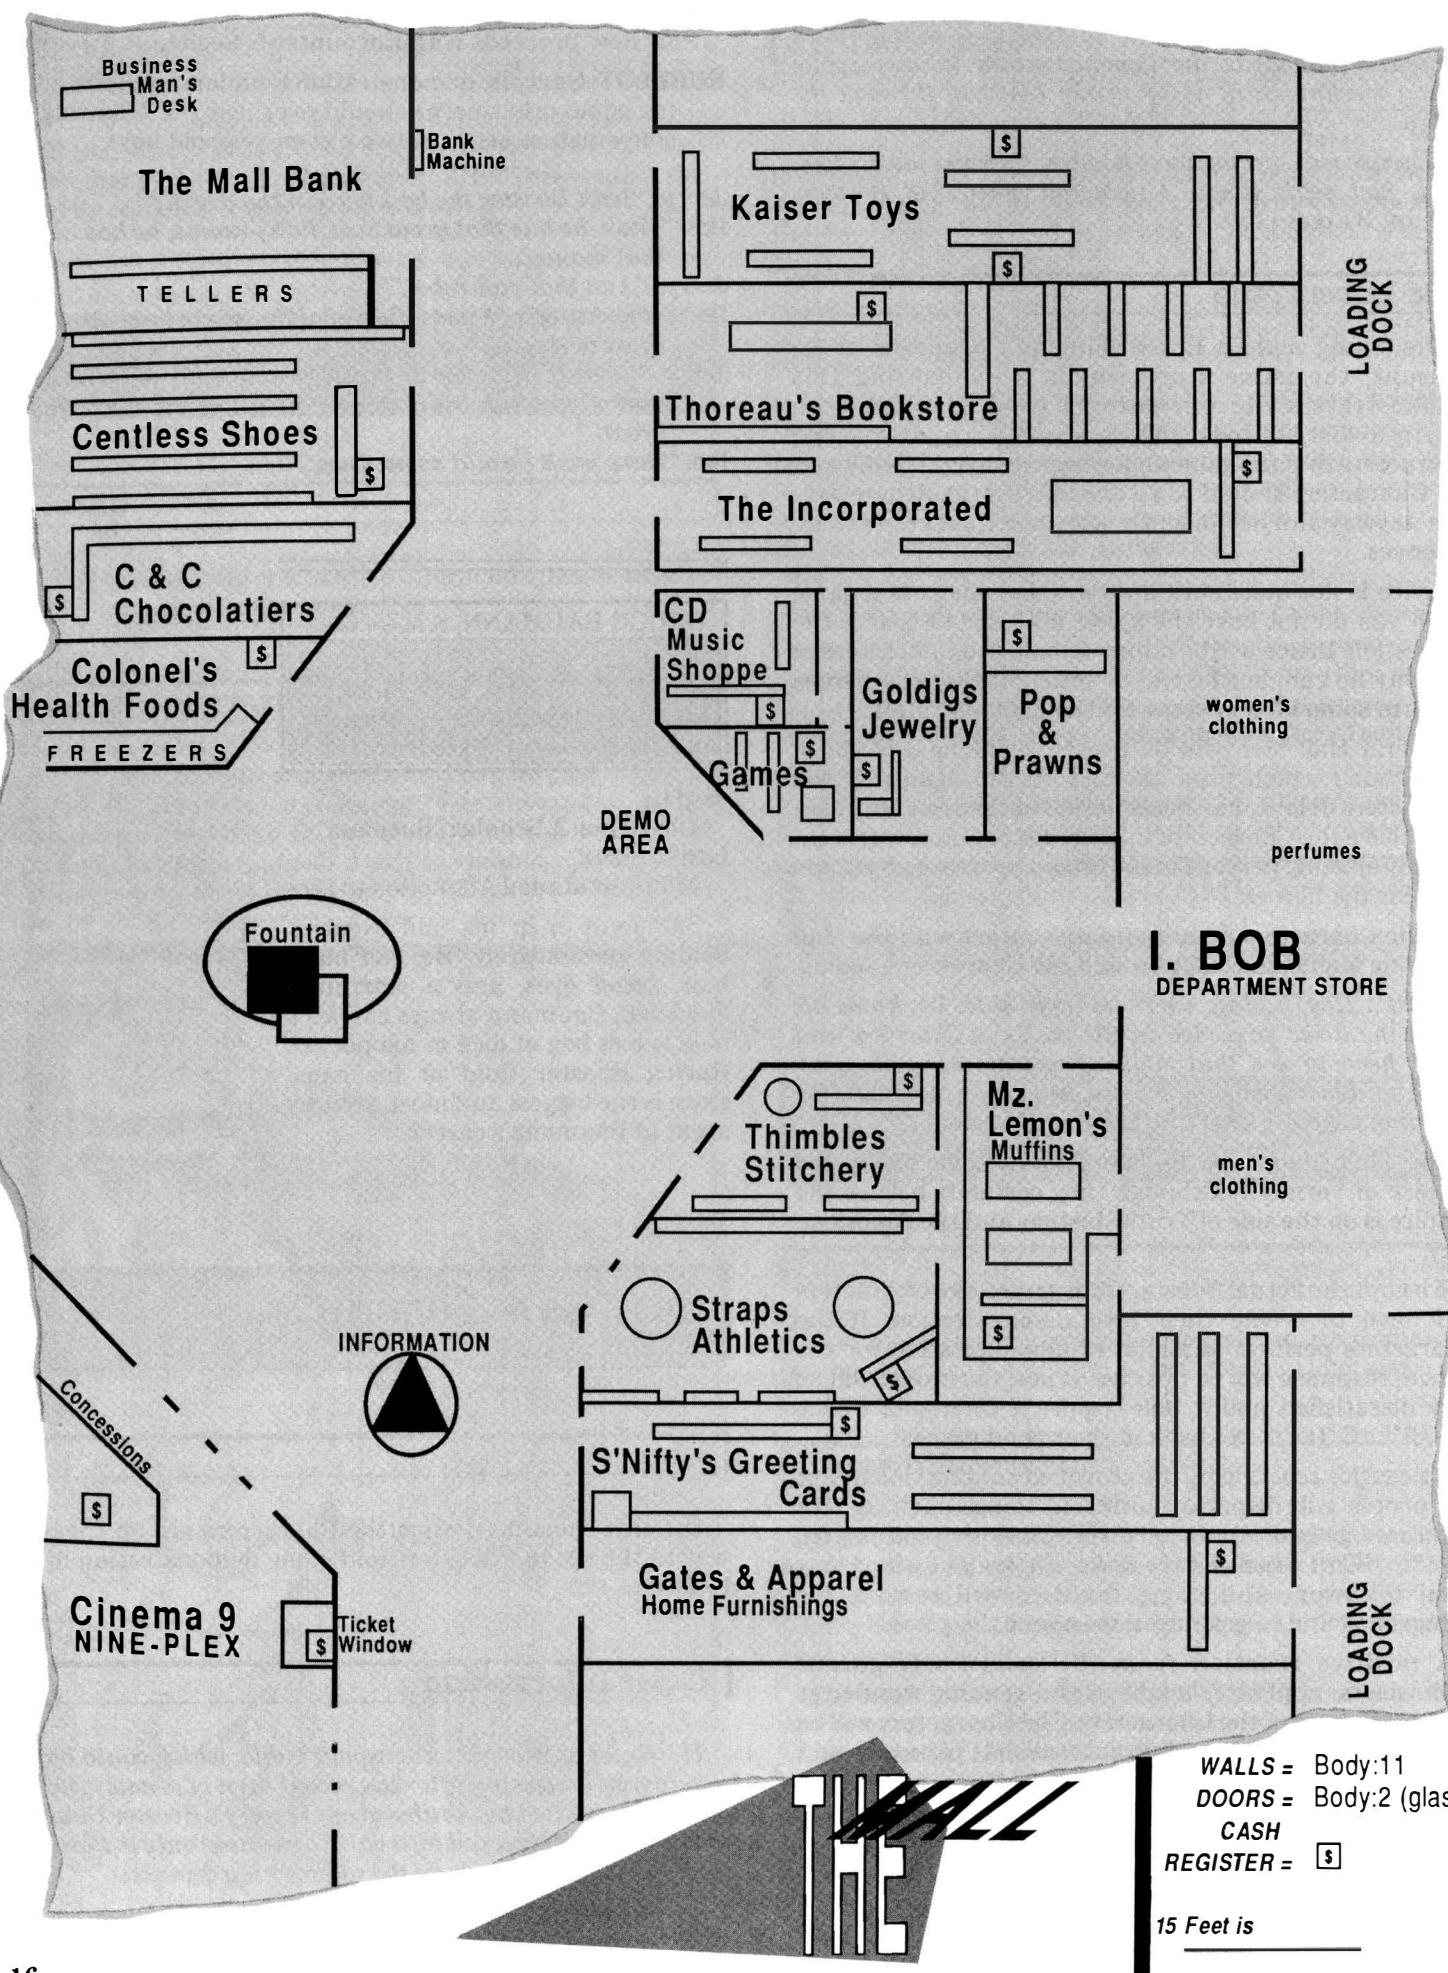 Business
Man's
Desk
Bank
Machine
The Mall Bank
TELLERS
$
Kaiser Toys
$
LOADING
DOCK
$
Thoreau's Bookstore
Centless Shoes
$
$
The Incorporated
C & C
Chocolatiers
$
CD
Music
Shoppe
$
Colonel's
Health Foods
$
FREEZERS
Goldigs
Jewelry
$
$
Pop
&
Prawns
women's
clothing
Games
$
DEMO
AREA
perfumes
Fountain
I. BOB
DEPARTMENT STORE
$
Mz.
Lemon's
Muffins
Thimbles
Stitchery
men's
clothing
Straps
Athletics
$
$
INFORMATION
Concessions
$
$
S'Nifty's Greeting
Cards
$
Gates & Apparel
Home Furnishings
Cinema 9
NINE-PLEX
$
Ticket
Window
LOADING
DOCK
THE MALL
WALLS = Body:11
DOORS = Body:2 (glas
CASH
REGISTER = $
15 Feet is